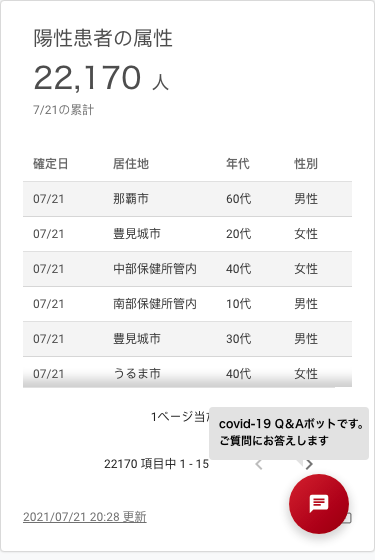 陽性患者の属性
22,170 人
7/21の累計
確定日 居住地 年代 性別
07/21 那覇市 60代 男性
07/21 豊見城市 20代 女性
07/21 中部保健所管内 40代 女性
07/21 南部保健所管内 10代 男性
07/21 豊見城市 30代 男性
07/21 うるま市 40代 女性
1ページ当
covid-19 Q&Aボットです。
ご質問にお答えします
22170 項目中 1 - 15
2021/07/21 20:28 更新